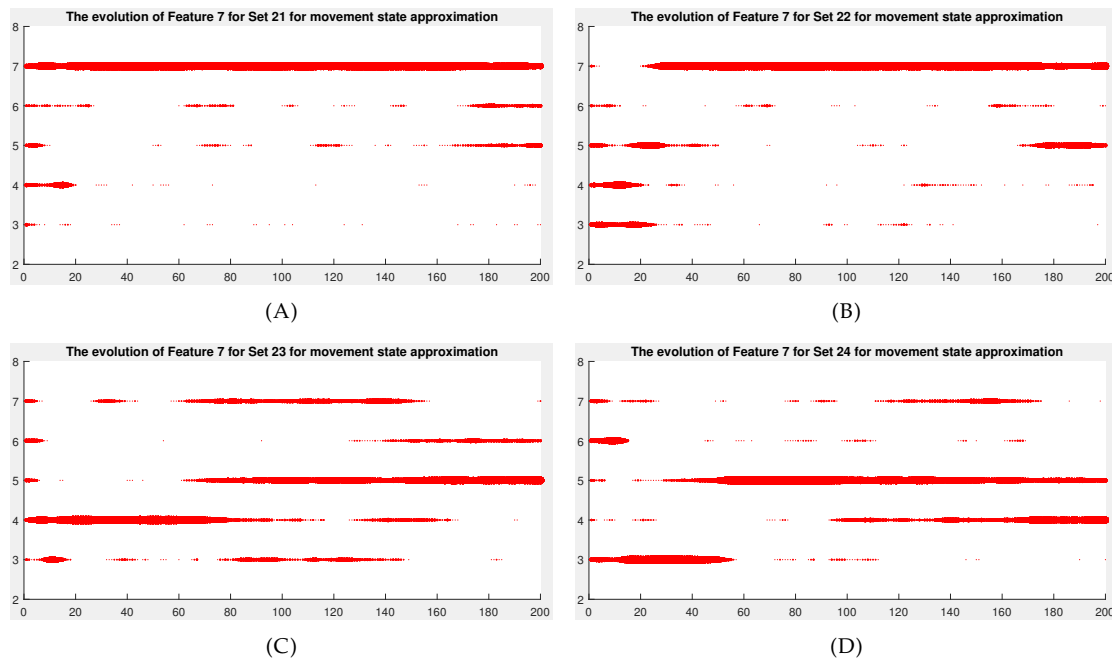 The evolution of Feature 7 for Set 21 for movement state approximation
8
7
6
5
4
3
2
0 20 40 60 80 100 120 140 160 180 200
(A)
The evolution of Feature 7 for Set 22 for movement state approximation
8
7
6
5
4
3
2
0 20 40 60 80 100 120 140 160 180 200
(B)
The evolution of Feature 7 for Set 23 for movement state approximation
8
7
6
5
4
3
2
0 20 40 60 80 100 120 140 160 180 200
(C)
The evolution of Feature 7 for Set 24 for movement state approximation
8
7
6
5
4
3
2
0 20 40 60 80 100 120 140 160 180 200
(D)